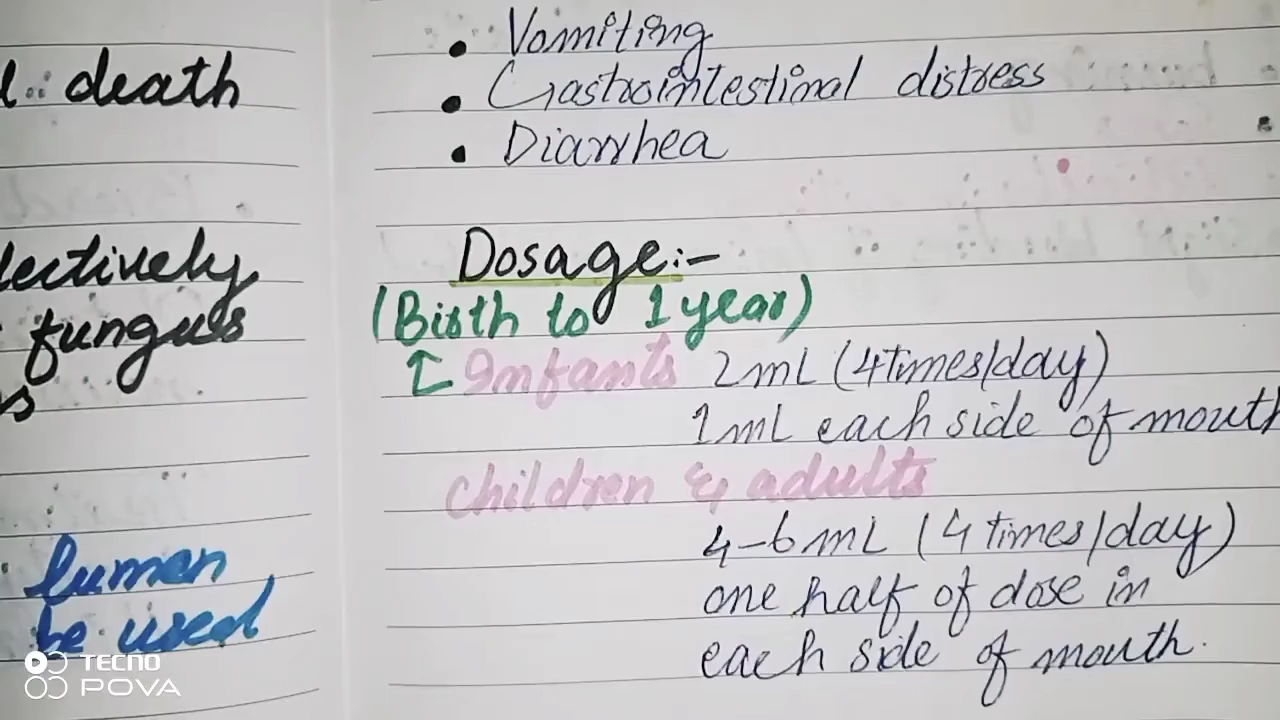 death
lectively
fungus
lumen
be used
• Vomiting
• Gastrointestinal distress
• Diarrhea
Dosage:-
(Birth to 1 year)
Infants 2mL (4times/day)
1mL each side of mouth
children & adults
4-6mL (4 times/day)
one half of dose in
each side of mouth.
TECNO
POVA